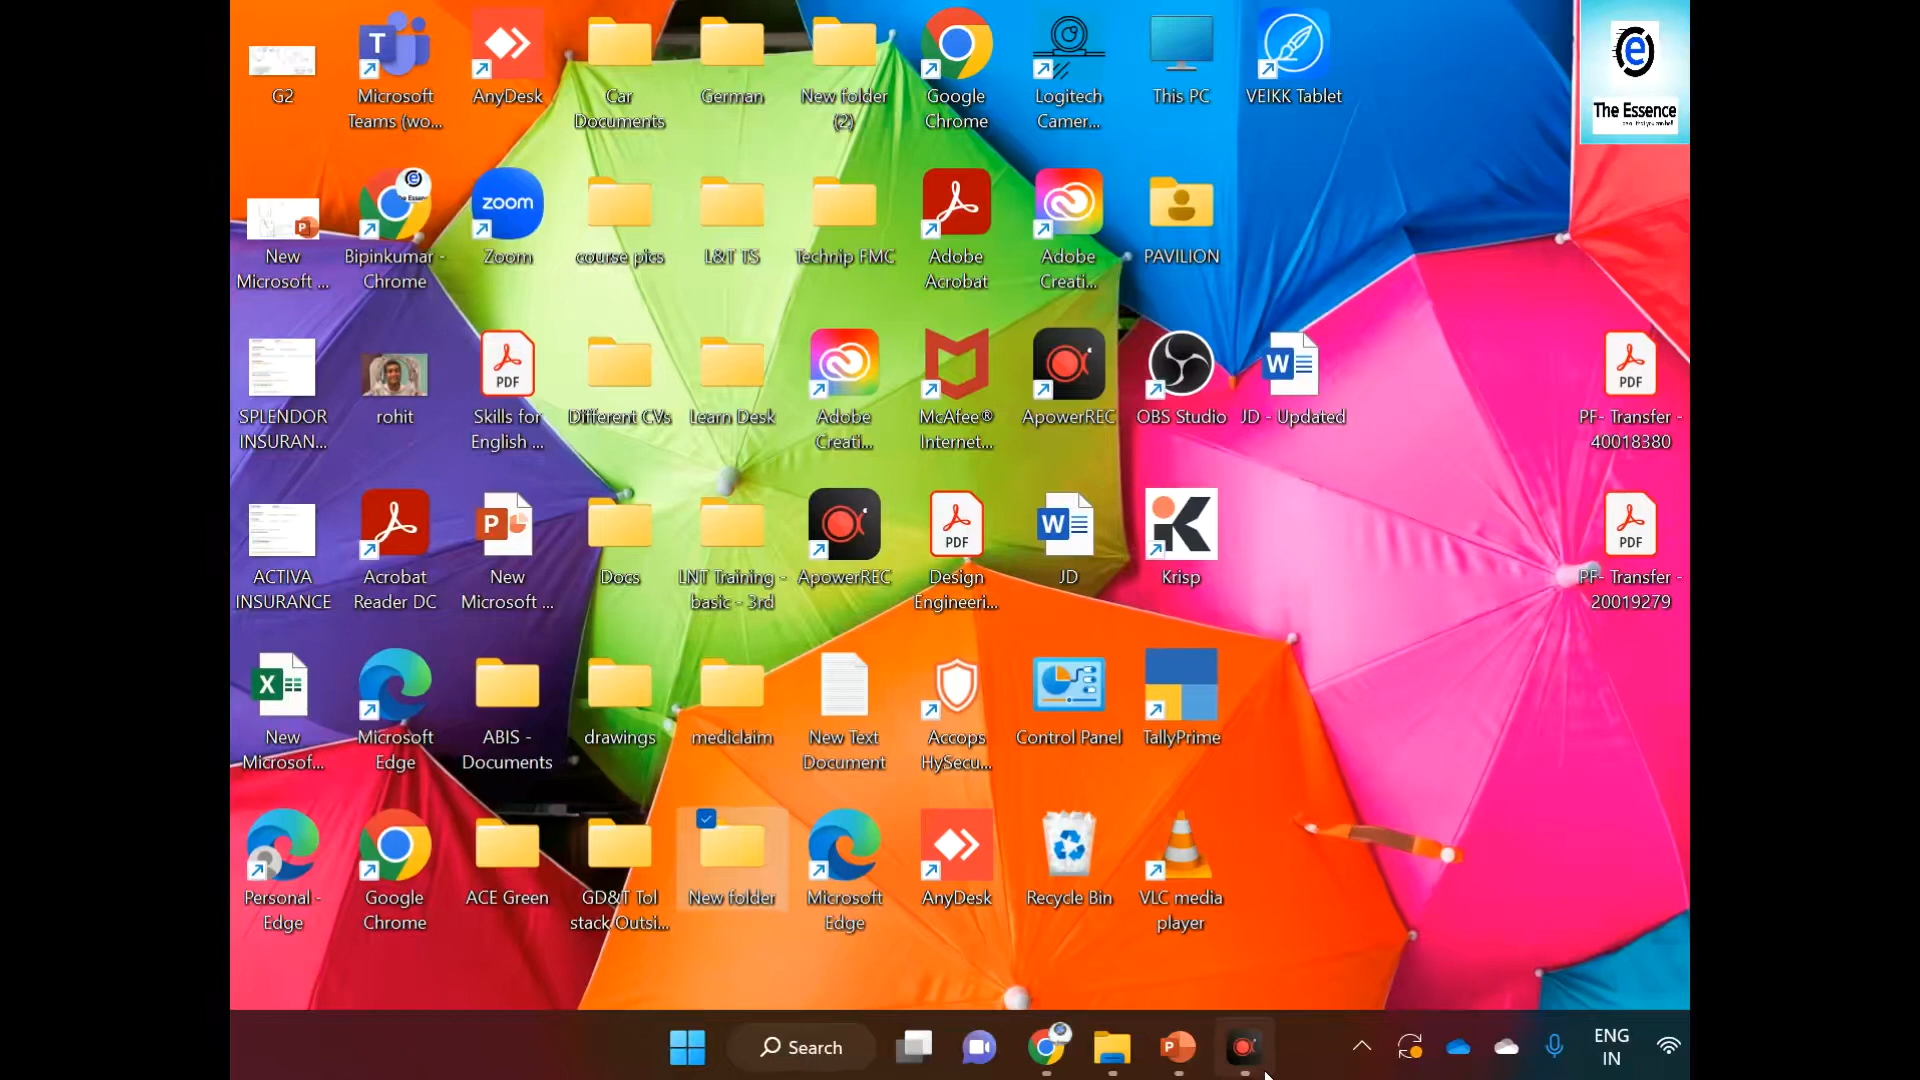 G2
Microsoft
Teams (wo...
AnyDesk
Car
Documents
German
New folder
(2)
Google
Chrome
Logitech
Camer...
This PC
VEIKK Tablet
e
The Essence
New
Microsoft ...
Bipinkumar -
Chrome
zoom
Zoom
course pics
L&T TS
Technip FMC
Adobe
Acrobat
Adobe
Creati...
PAVILION
SPLENDOR
INSURAN...
rohit
PDF
Skills for
English ...
Different CVs
Learn Desk
Adobe
Creati...
McAfee®
Internet...
ApowerREC
OBS Studio
JD - Updated
PDF
PF- Transfer -
40018380
ACTIVA
INSURANCE
Acrobat
Reader DC
New
Microsoft ...
Docs
LNT Training -
basic - 3rd
ApowerREC
PDF
Design
Engineeri...
JD
Krisp
PDF
PF- Transfer -
20019279
New
Microsof...
Microsoft
Edge
ABIS -
Documents
drawings
mediclaim
New Text
Document
Accops
HySecu...
Control Panel
TallyPrime
Personal -
Edge
Google
Chrome
ACE Green
GD&T Tol
stack Outsi...
New folder
Microsoft
Edge
AnyDesk
Recycle Bin
VLC media
player
Search
ENG
IN